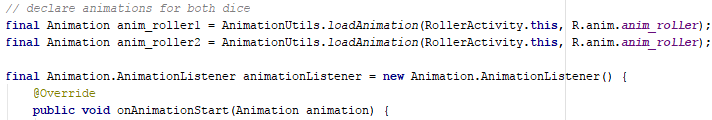 // declare animations for both dice
final Animation anim_roller1 = AnimationUtils.loadAnimation(RollerActivity.this, R.anim.anim_roller);
final Animation anim_roller2 = AnimationUtils.loadAnimation(RollerActivity.this, R.anim.anim_roller);
final Animation.AnimationListener animationListener = new Animation.AnimationListener() {
@Override
public void onAnimationStart(Animation animation) {